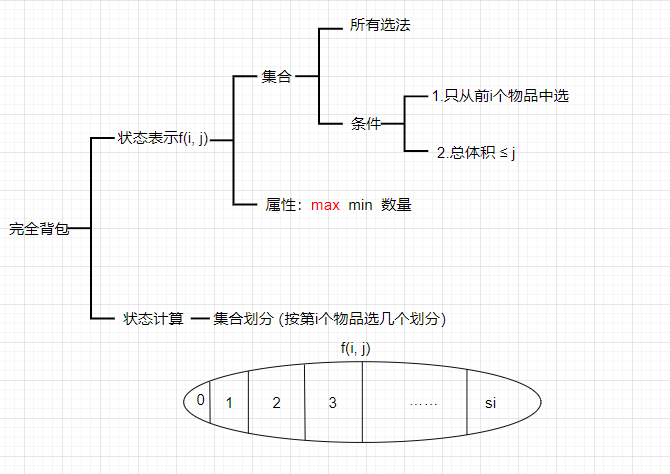 所有选法
集合
1.只从前i个物品中选
条件
状态表示f(i, j)
2.总体积 ≤ j
属性：max min 数量
完全背包
状态计算
集合划分 (按第i个物品选几个划分)
f(i, j)
0 1 2 3 …… si